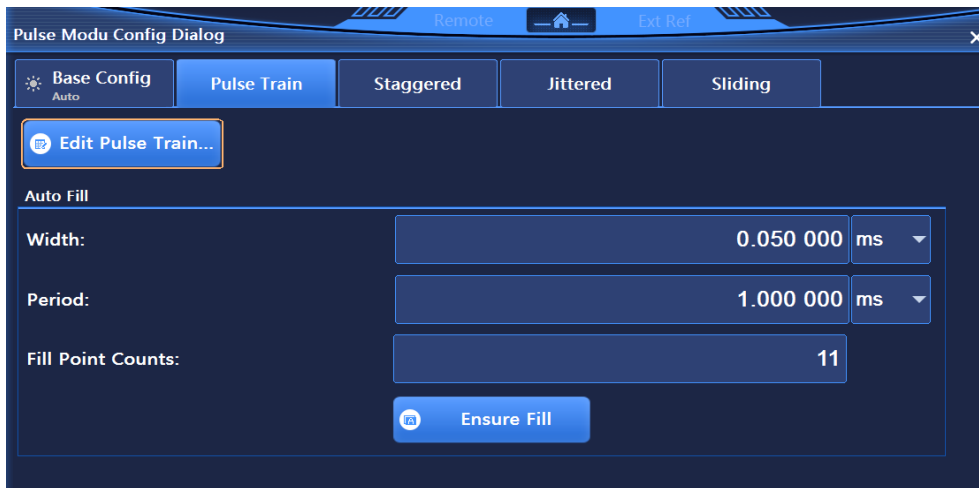 Remote Ext Ref
Pulse Modu Config Dialog
Base Config Pulse Train Staggered Jittered Sliding
Auto
Edit Pulse Train...
Auto Fill
Width: 0.050 000 ms
Period: 1.000 000 ms
Fill Point Counts: 11
Ensure Fill